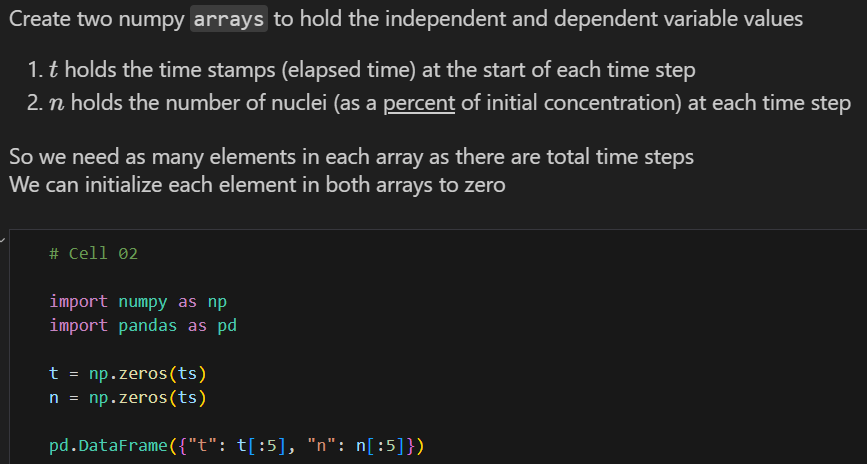 Create two numpy arrays to hold the independent and dependent variable values
1. t holds the time stamps (elapsed time) at the start of each time step
2. n holds the number of nuclei (as a percent of initial concentration) at each time step
So we need as many elements in each array as there are total time steps
We can initialize each element in both arrays to zero
# Cell 02
import numpy as np
import pandas as pd
t = np.zeros(ts)
n = np.zeros(ts)
pd.DataFrame({"t": t[:5], "n": n[:5]})